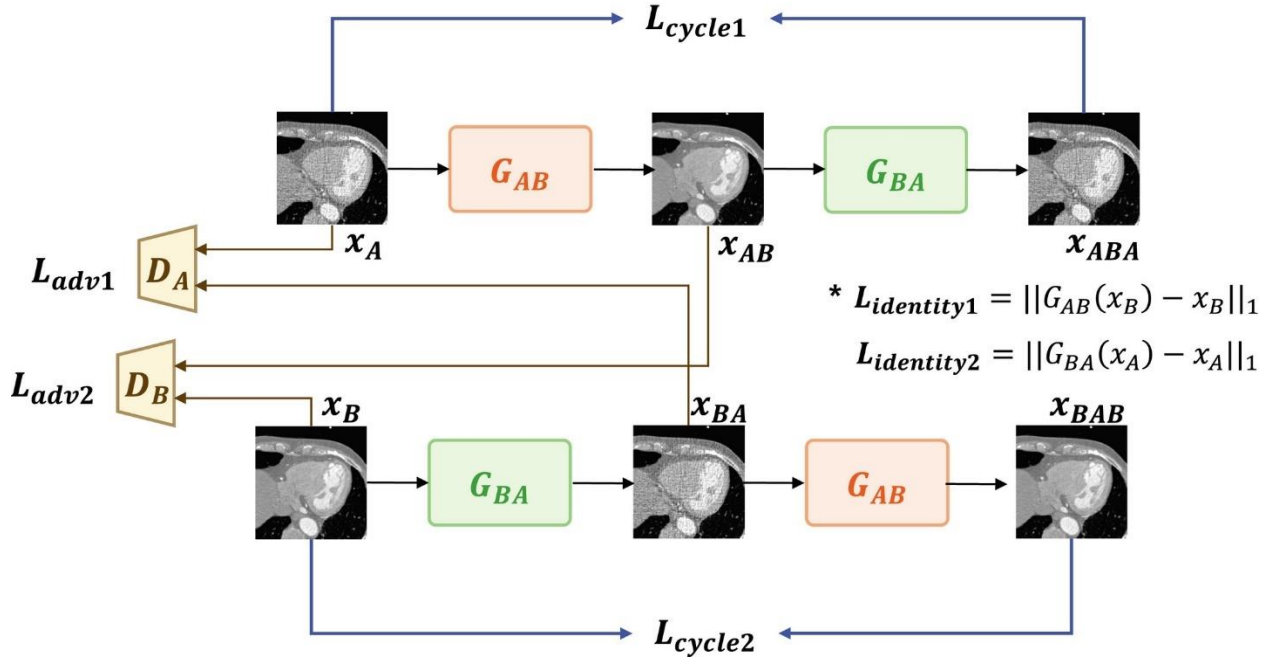 L_cycle1
G_AB
G_BA
x_A
x_AB
x_ABA
L_adv1
D_A
* L_identity1 = ||G_AB(x_B) − x_B||_1
L_identity2 = ||G_BA(x_A) − x_A||_1
L_adv2
D_B
x_B
x_BA
x_BAB
G_BA
G_AB
L_cycle2